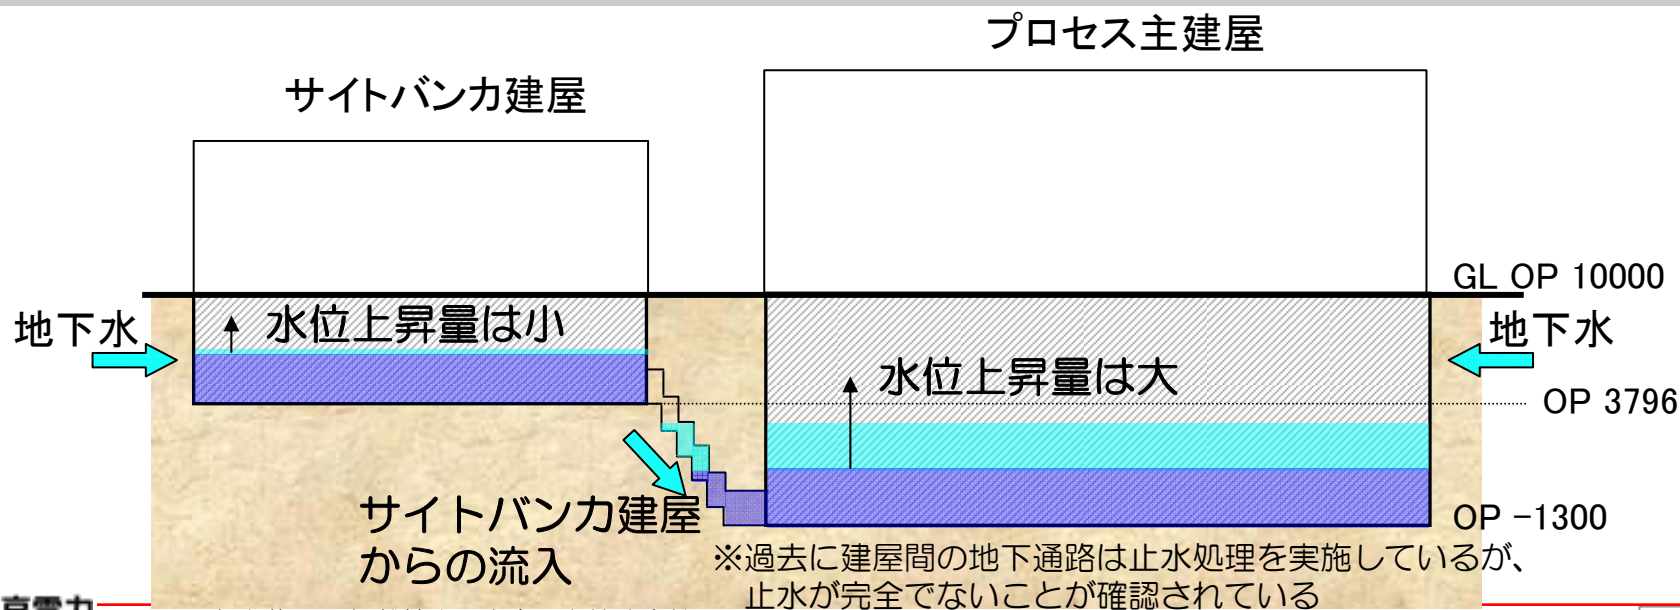 プロセス主建屋
サイトバンカ建屋
GL OP 10000
地下水
水位上昇量は小
地下水
水位上昇量は大
OP 3796
サイトバンカ建屋
からの流入
OP -1300
※過去に建屋間の地下通路は止水処理を実施しているが、
止水が完全でないことが確認されている
京電力